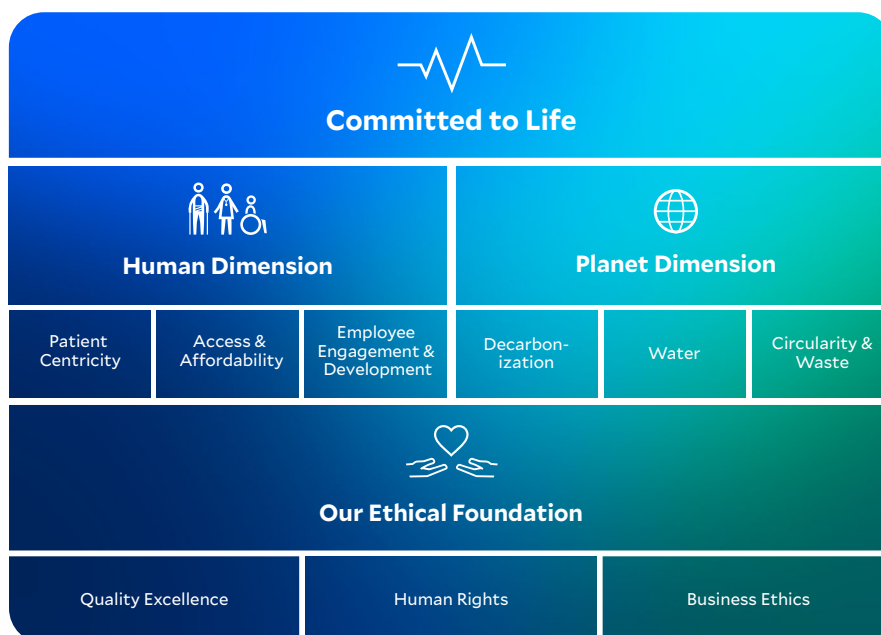 Committed to Life
Human Dimension
Planet Dimension
Patient
Centricity
Access &
Affordability
Employee
Engagement &
Development
Decarbon-
ization
Water
Circularity &
Waste
Our Ethical Foundation
Quality Excellence
Human Rights
Business Ethics